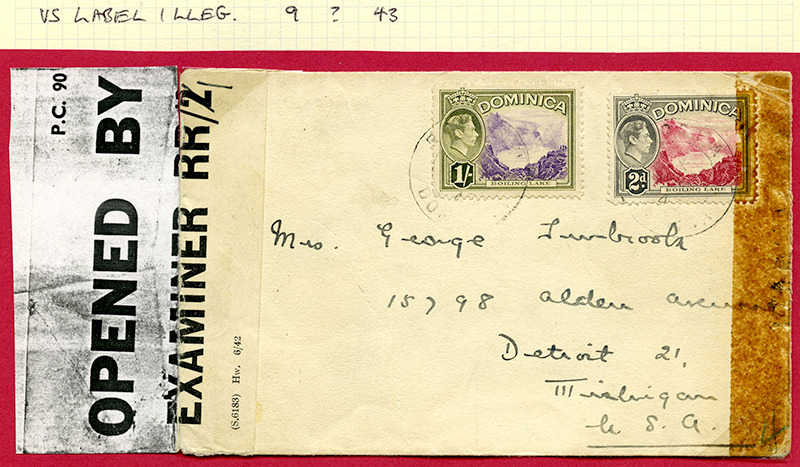 VS LABEL ILLEG. 9 ? 43
P.C. 90
OPENED BY
EXAMINER RR/2
(S.6183) Hw. 6/42
DOMINICA
1/-
BOILING LAKE
DOMINICA
2d.
BOILING LAKE
Mrs. George
15798 Alden Avenue
Detroit 21,
Michigan
U S. A.